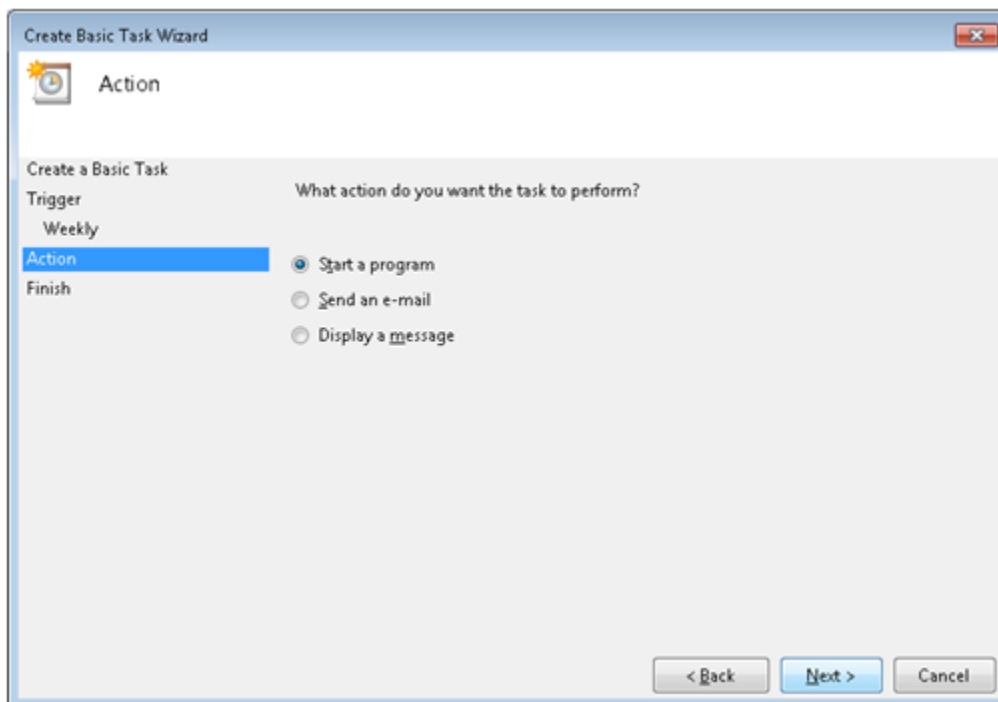 Create Basic Task Wizard
Action
Create a Basic Task
Trigger
Weekly
Action
Finish
What action do you want the task to perform?
Start a program
Send an e-mail
Display a message
< Back
Next >
Cancel